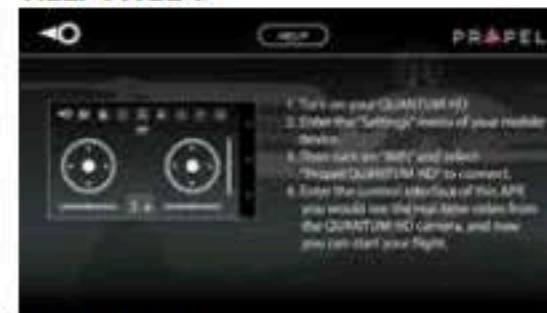 HELP
PROPEL
1. Turn on your QUANTUM HD
2. Enter the "Settings" menu of your mobile
device.
3. Then turn on "WiFi" and select
"Propel QUANTUM HD" to connect.
4. Enter the control interface of this APP,
you would see the real-time video from
the QUANTUM HD camera, and now
you can start your flight.